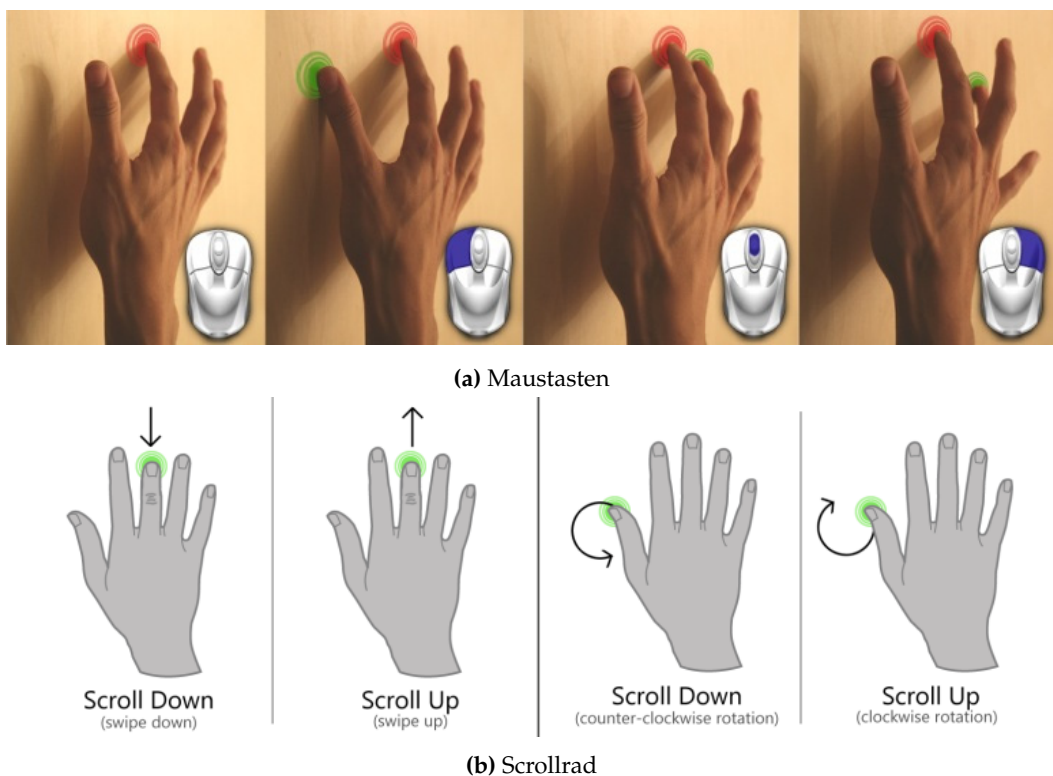 (a) Maustasten
Scroll Down
(swipe down)
Scroll Up
(swipe up)
Scroll Down
(counter-clockwise rotation)
Scroll Up
(clockwise rotation)
(b) Scrollrad